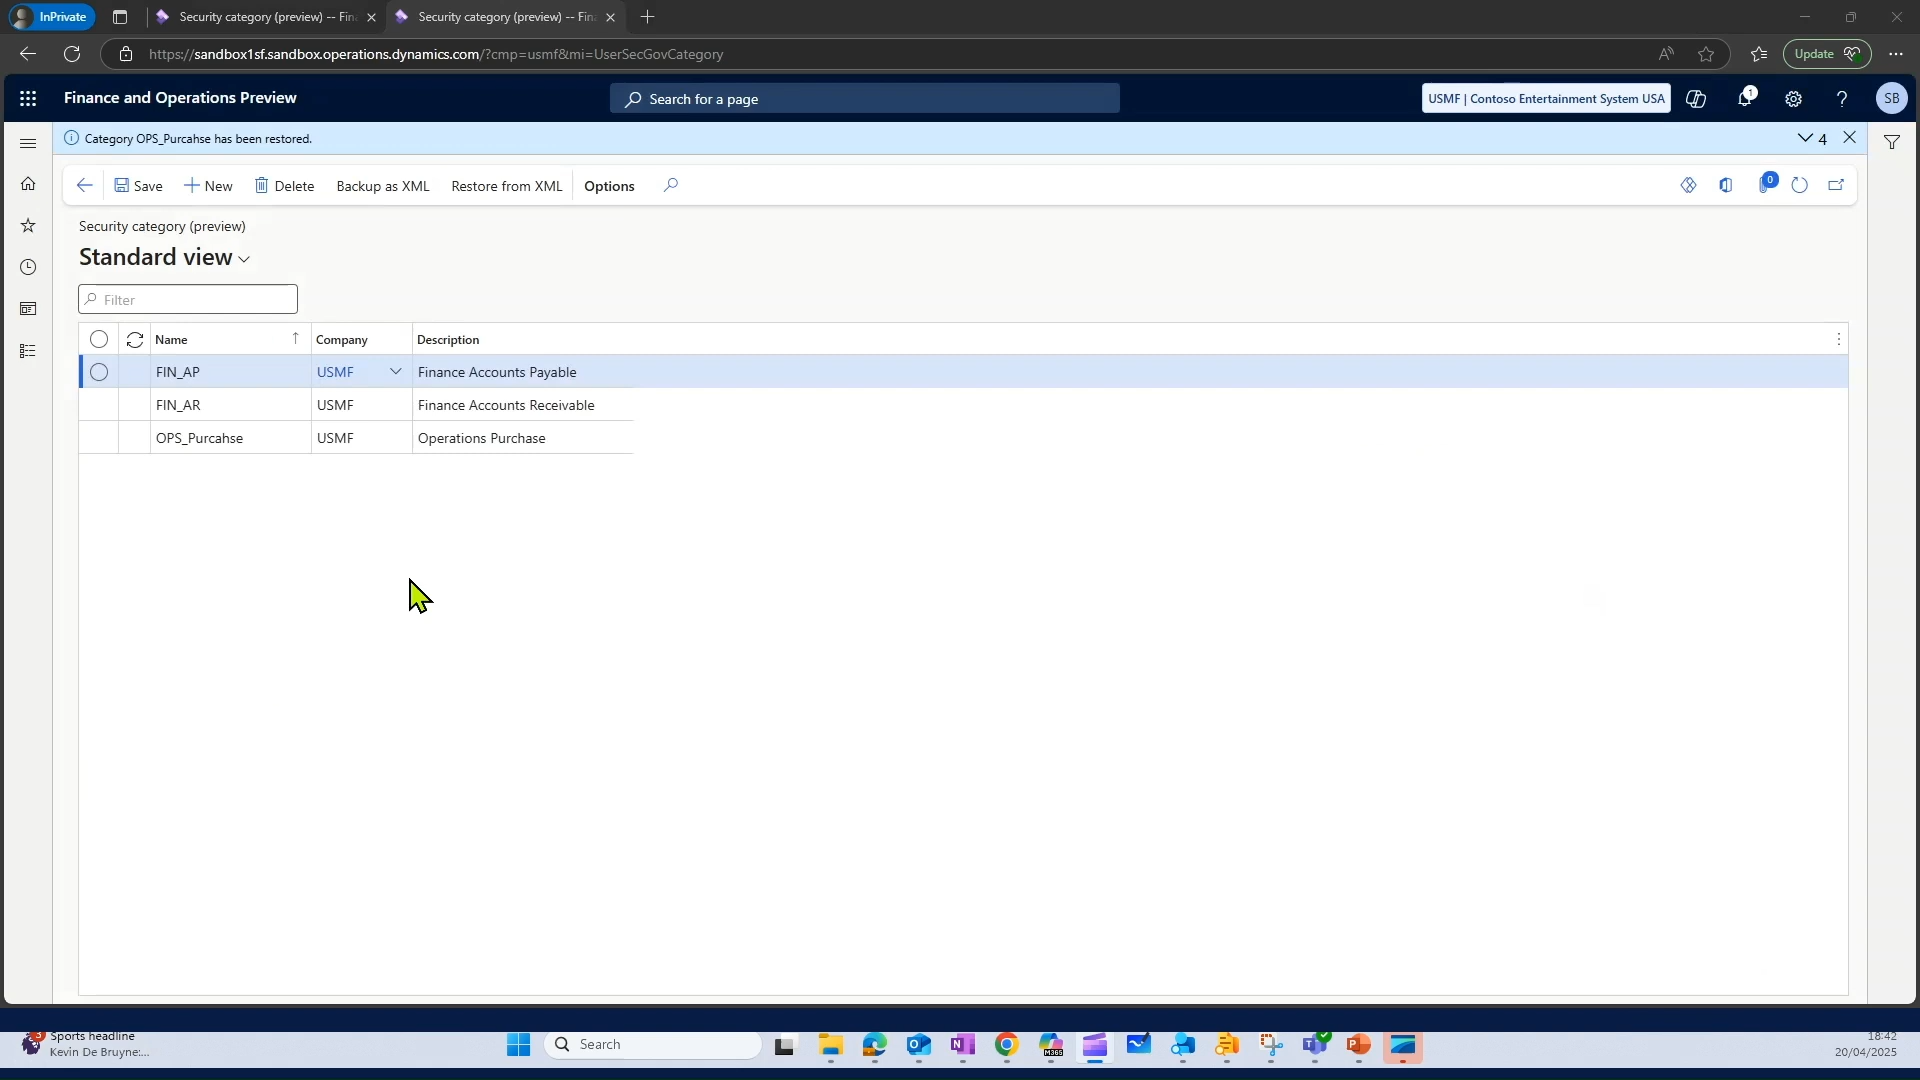 InPrivate
Security category (preview) -- Fin
Security category (preview) -- Fin
https://sandbox1sf.sandbox.operations.dynamics.com/?cmp=usmf&mi=UserSecGovCategory
Update
Finance and Operations Preview
Search for a page
USMF | Contoso Entertainment System USA
1
SB
Category OPS_Purcahse has been restored.
4
Save
New
Delete
Backup as XML
Restore from XML
Options
0
Security category (preview)
Standard view
Filter
Name
Company
Description
FIN_AP
USMF
Finance Accounts Payable
FIN_AR
USMF
Finance Accounts Receivable
OPS_Purcahse
USMF
Operations Purchase
3
Sports headline
Kevin De Bruyne:...
Search
M365
18:42
20/04/2025